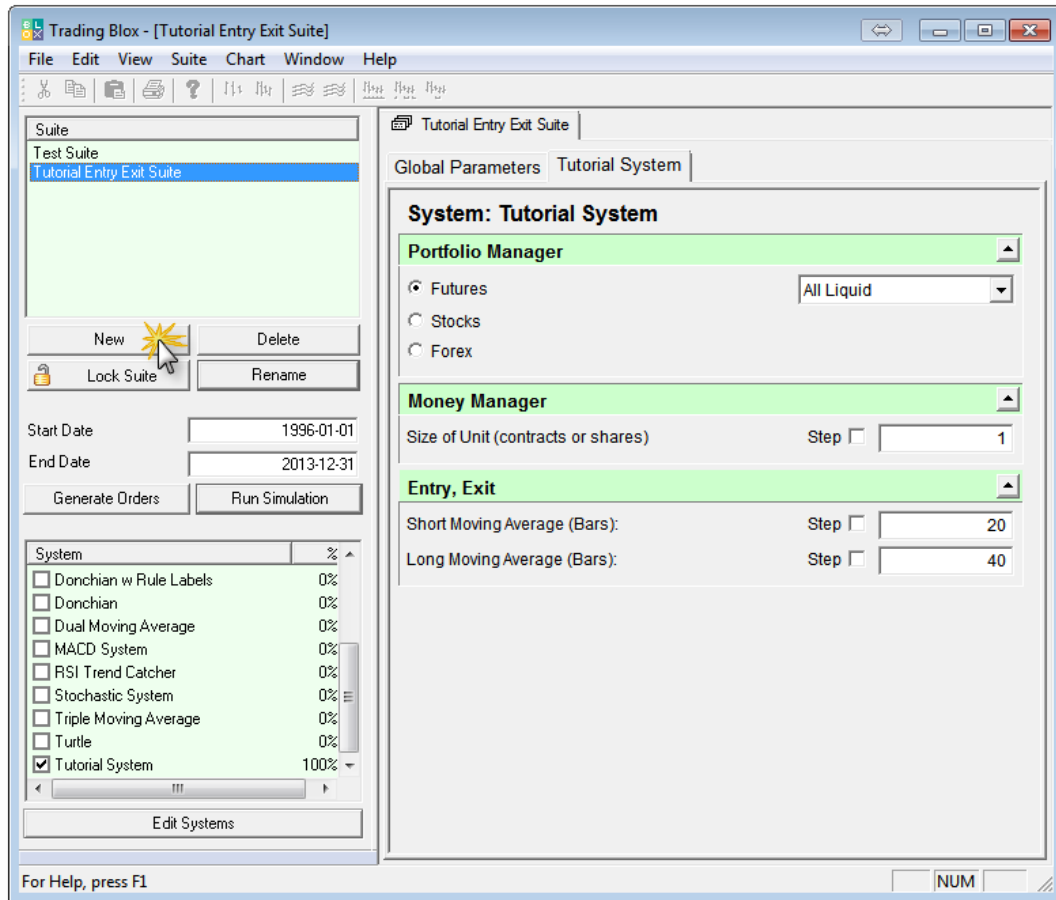 Trading Blox - [Tutorial Entry Exit Suite]
File Edit View Suite Chart Window Help
Suite
Test Suite
Tutorial Entry Exit Suite
New Delete
Lock Suite Rename
Start Date 1996-01-01
End Date 2013-12-31
Generate Orders Run Simulation
System %
Donchian w Rule Labels 0%
Donchian 0%
Dual Moving Average 0%
MACD System 0%
RSI Trend Catcher 0%
Stochastic System 0%
Triple Moving Average 0%
Turtle 0%
Tutorial System 100%
Edit Systems
Tutorial Entry Exit Suite
Global Parameters Tutorial System
System: Tutorial System
Portfolio Manager
Futures All Liquid
Stocks
Forex
Money Manager
Size of Unit (contracts or shares) Step 1
Entry, Exit
Short Moving Average (Bars): Step 20
Long Moving Average (Bars): Step 40
For Help, press F1 NUM